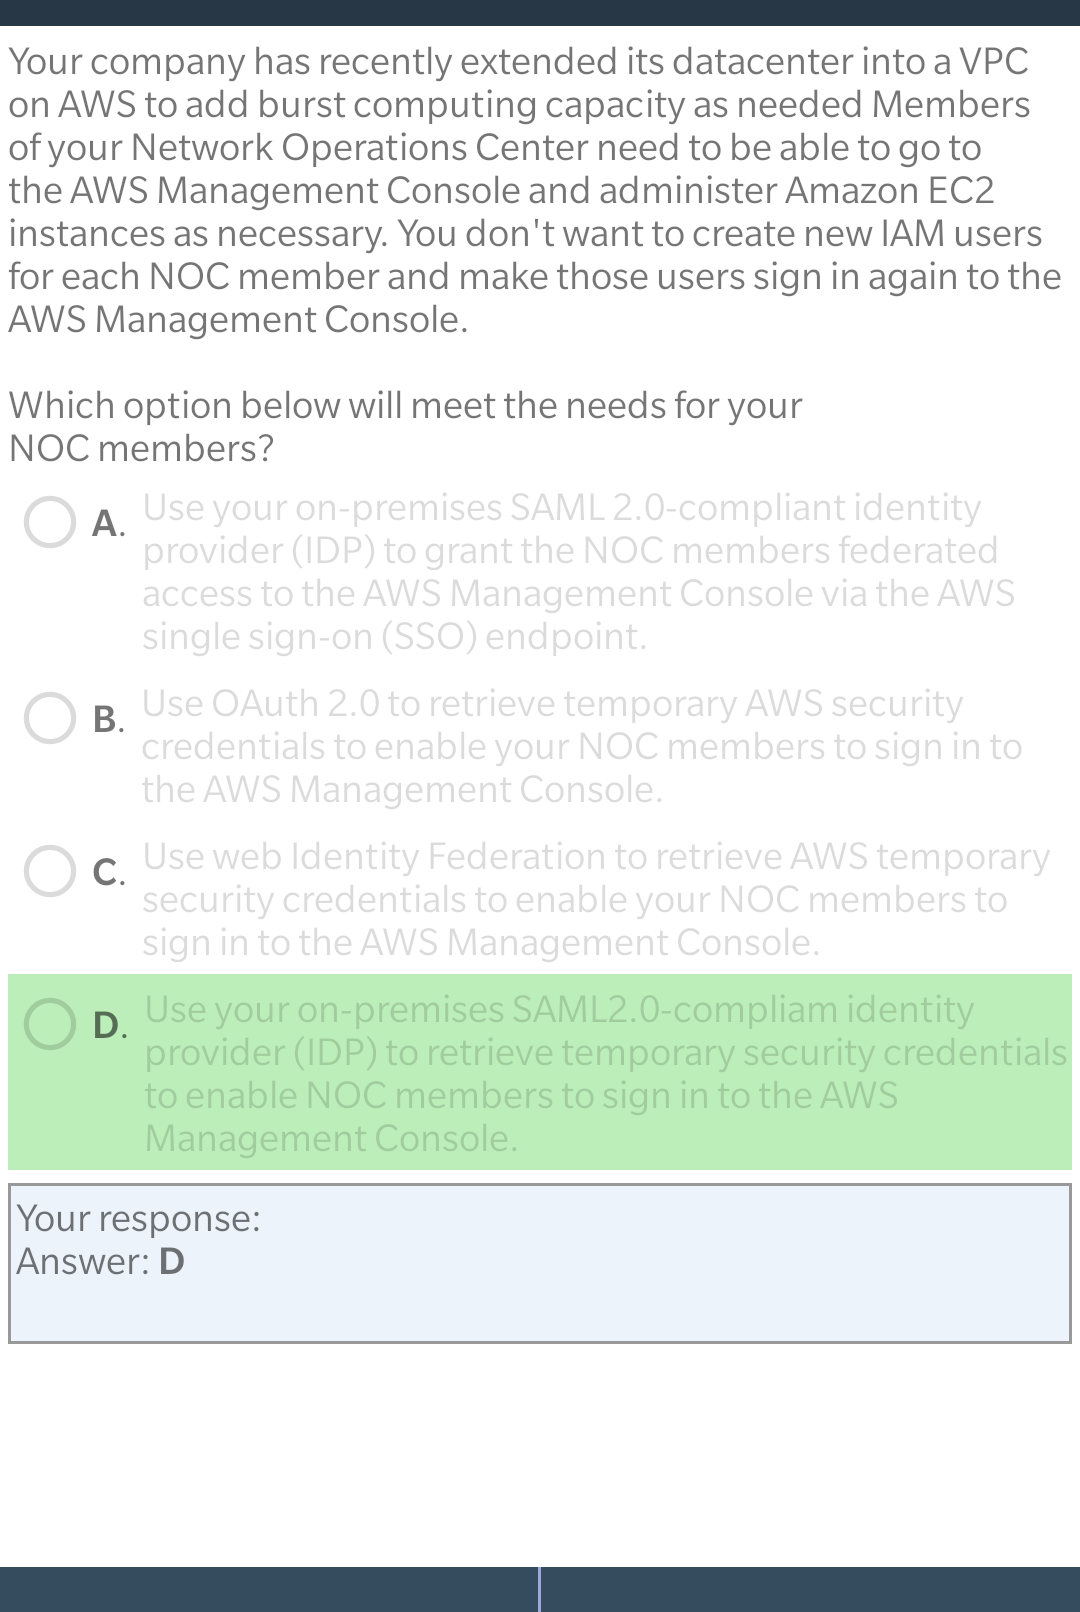 Your company has recently extended its datacenter into a VPC
on AWS to add burst computing capacity as needed Members
of your Network Operations Center need to be able to go to
the AWS Management Console and administer Amazon EC2
instances as necessary. You don't want to create new IAM users
for each NOC member and make those users sign in again to the
AWS Management Console.
Which option below will meet the needs for your
NOC members?
A. Use your on-premises SAML 2.0-compliant identity
provider (IDP) to grant the NOC members federated
access to the AWS Management Console via the AWS
single sign-on (SSO) endpoint.
B. Use OAuth 2.0 to retrieve temporary AWS security
credentials to enable your NOC members to sign in to
the AWS Management Console.
C. Use web Identity Federation to retrieve AWS temporary
security credentials to enable your NOC members to
sign in to the AWS Management Console.
D. Use your on-premises SAML2.0-compliam identity
provider (IDP) to retrieve temporary security credentials
to enable NOC members to sign in to the AWS
Management Console.
Your response:
Answer: D